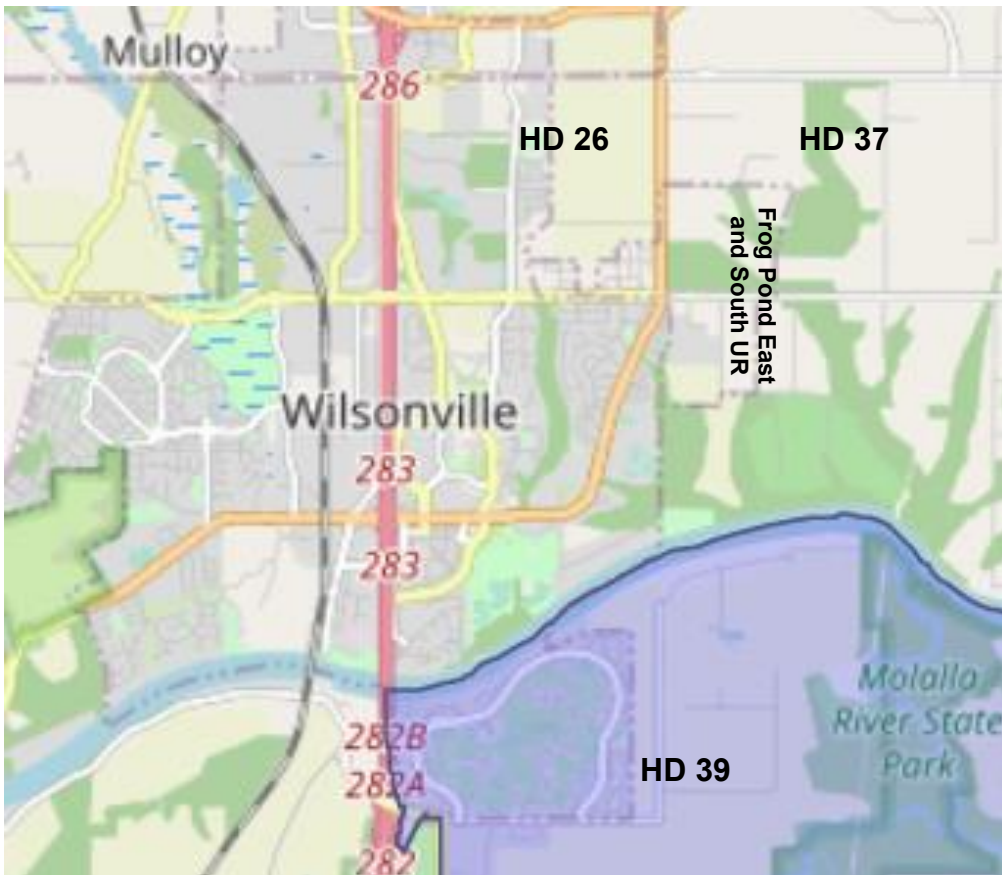 Mulloy
286
HD 26
HD 37
Frog Pond East
and South UR
Wilsonville
283
283
Molalla
River State
Park
282B
282A
HD 39
282